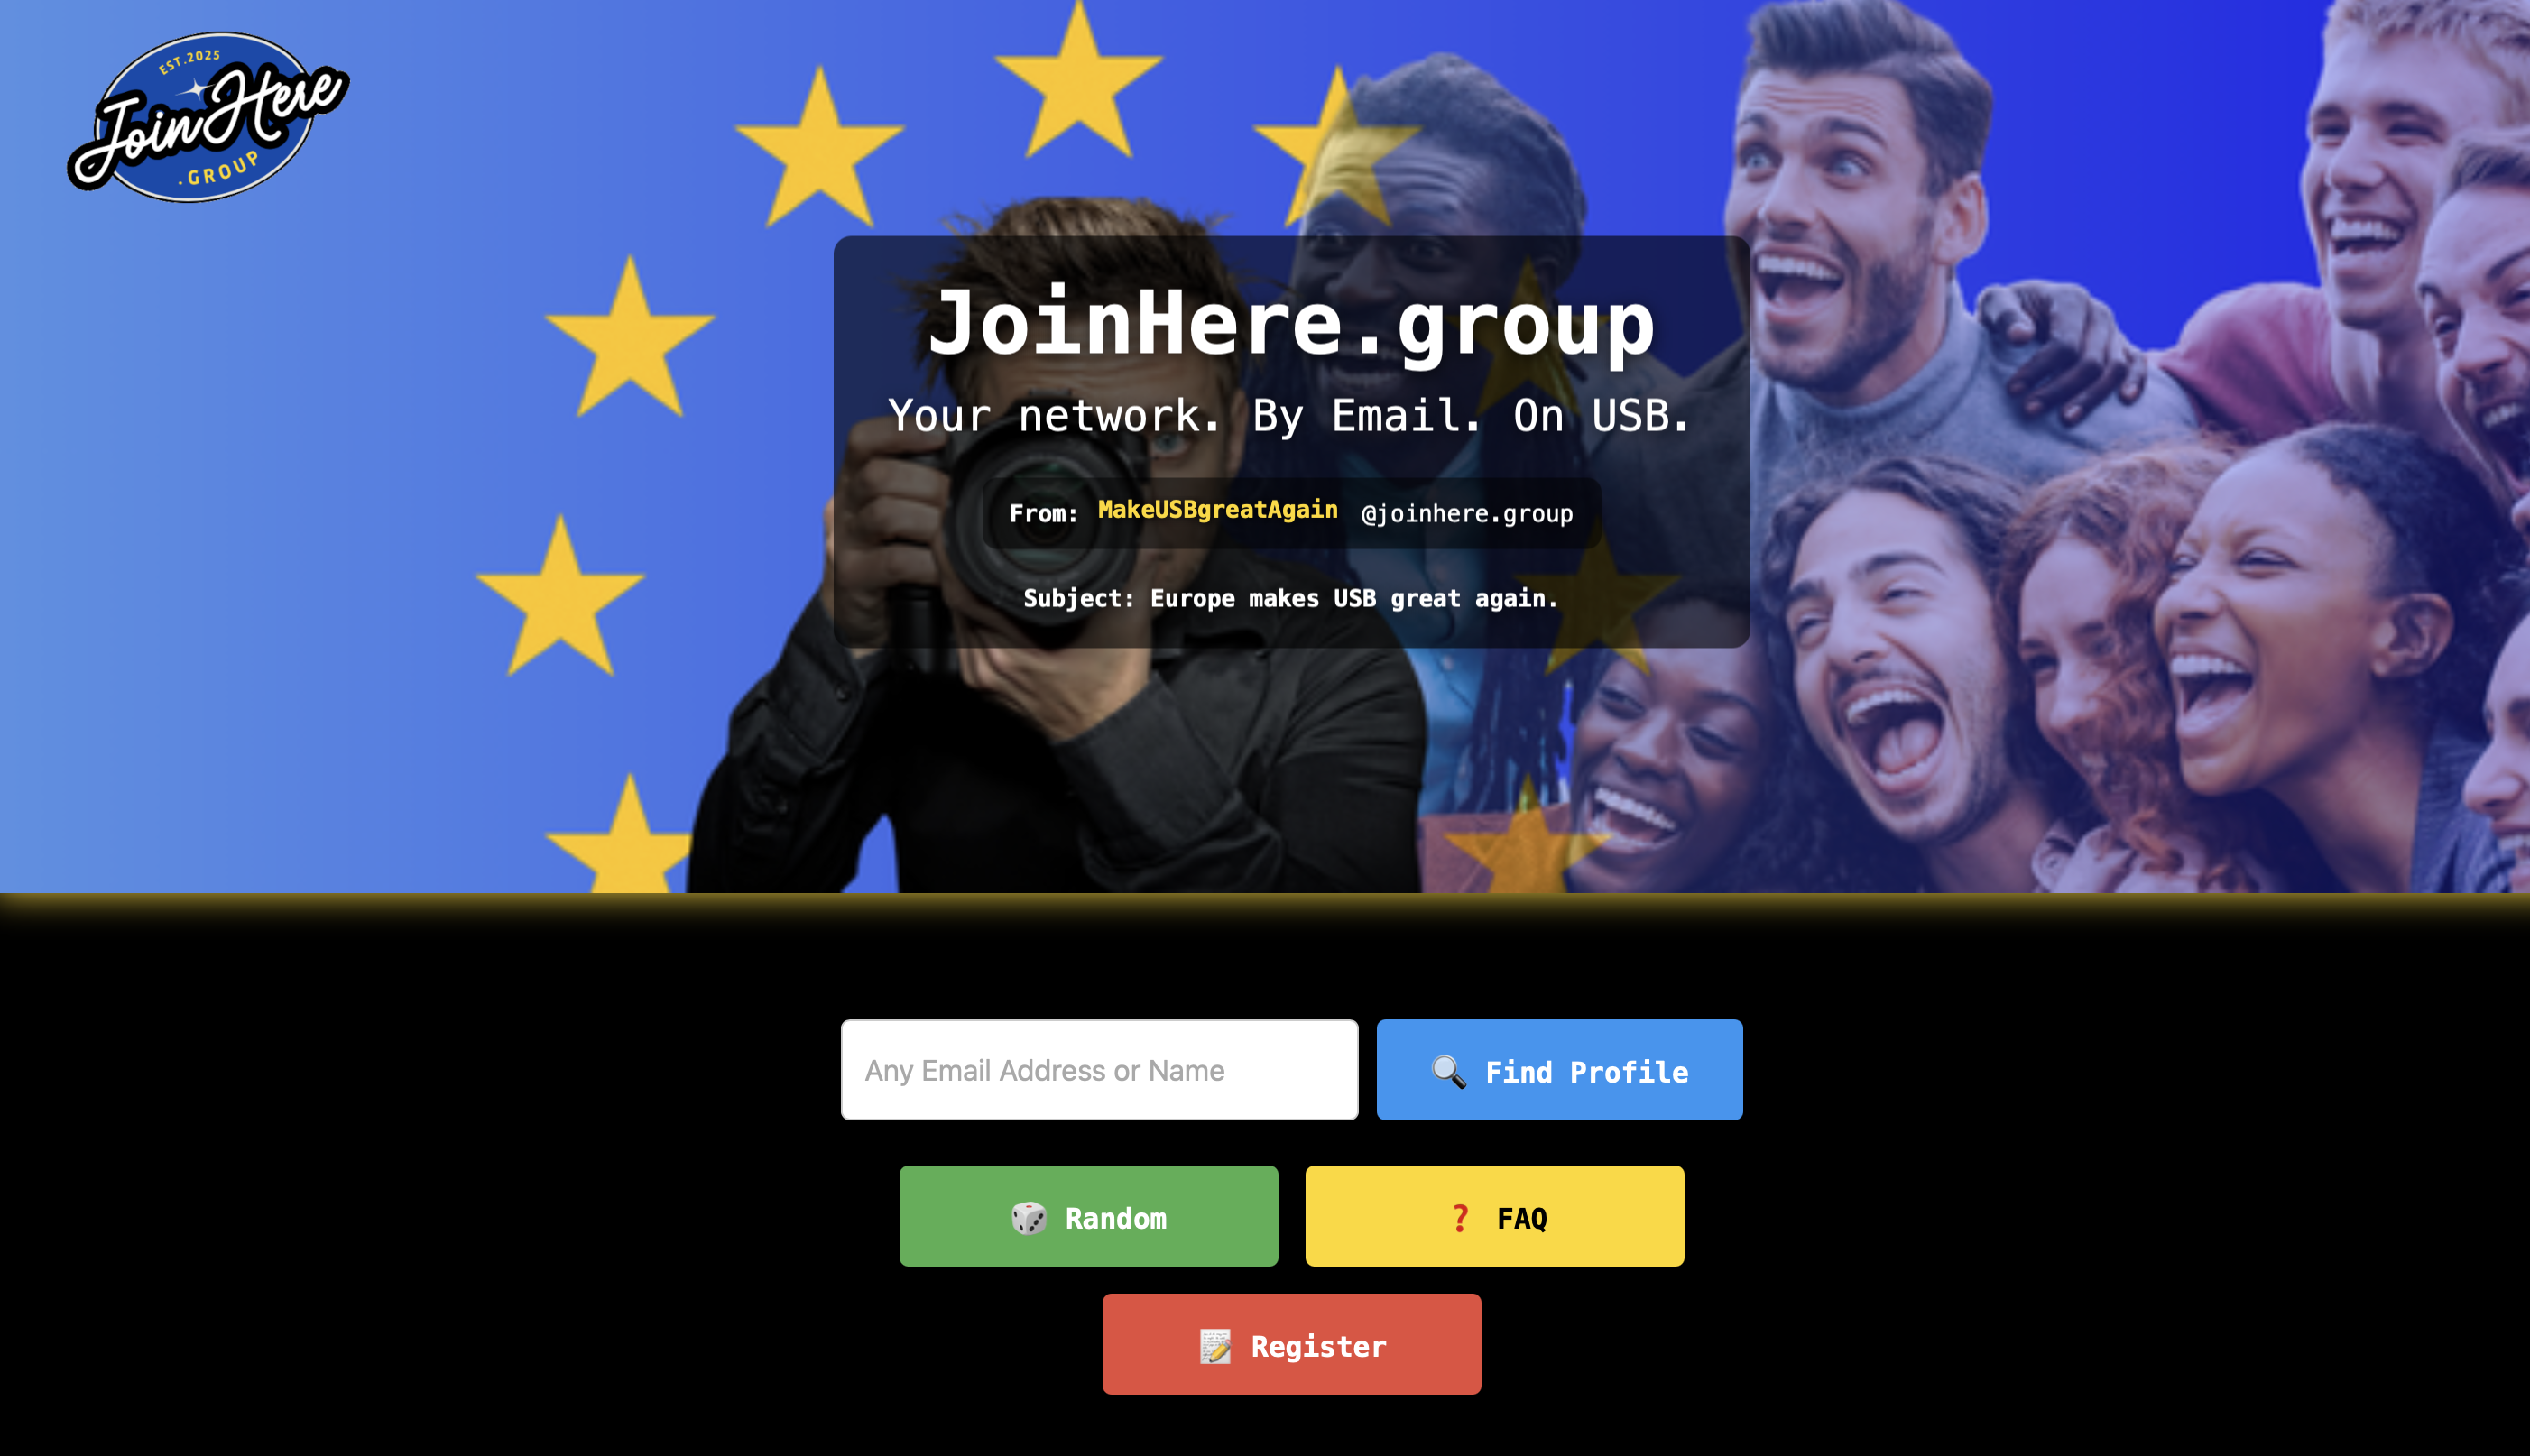 EST.2025
JoinHere
.GROUP
JoinHere.group
Your network. By Email. On USB.
From: MakeUSBgreatAgain @joinhere.group
Subject: Europe makes USB great again.
Any Email Address or Name
🔍 Find Profile
🎲 Random
❓ FAQ
📝 Register